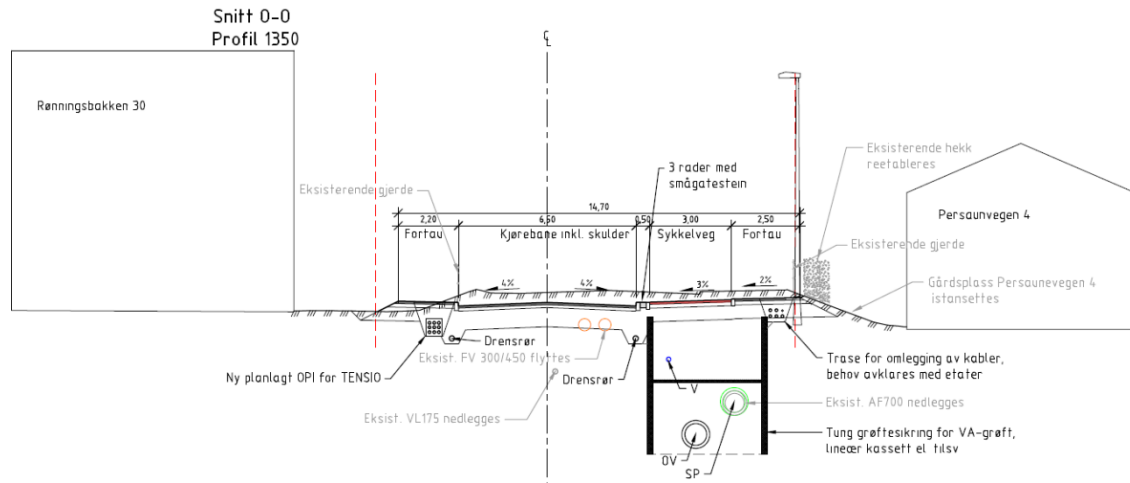 Snitt 0-0
Profil 1350
℄
Rønningsbakken 30
Eksisterende hekk
reetableres
3 rader med
smågatestein
Eksisterende gjerde
14,70
2,20
6,50
0,50
3,00
2,50
Persaunvegen 4
Fortau
Kjørebane inkl. skulder
Sykkelveg
Fortau
Eksisterende gjerde
Gårdsplass Persaunevegen 4
istansettes
4%
4%
3%
2%
Drensrør
Eksist. FV 300/450 flyttes
Trase for omlegging av kabler,
behov avklares med etater
Ny planlagt OPI for TENSIO
Drensrør
V
Eksist. AF700 nedlegges
Eksist. VL175 nedlegges
Tung grøftesikring for VA-grøft,
lineær kassett el tilsv
OV
SP